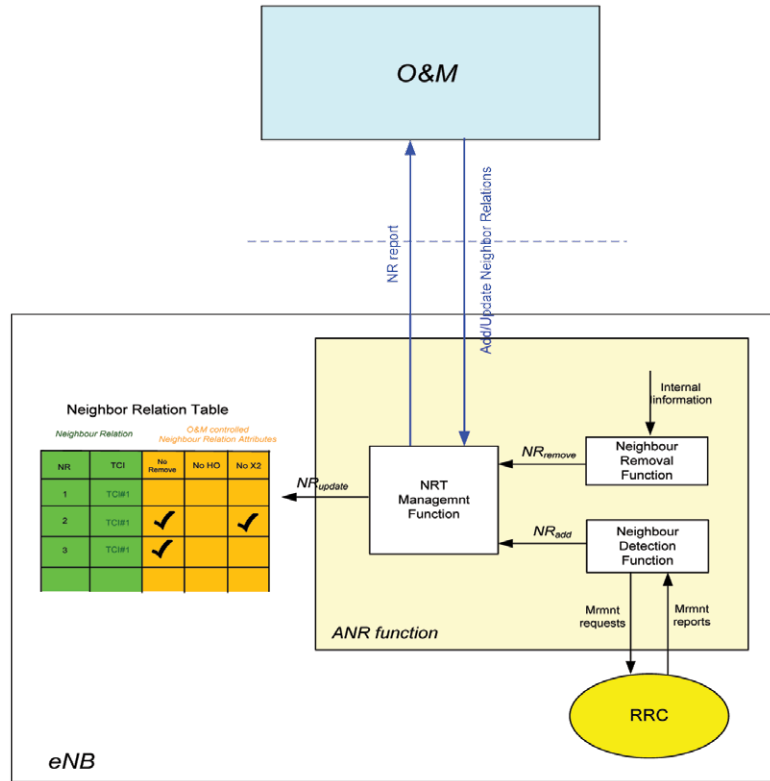 O&M
NR report
Add/Update Neighbor Relations
Neighbor Relation Table
Neighbour Relation
O&M controlled
Neighbour Relation Attributes
NR TCI No Remove No HO No X2
1 TCI#1
2 TCI#1
3 TCI#1
NRupdate
NRT
Managemnt
Function
Internal
Iinformation
NRremove
Neighbour
Removal
Function
NRadd
Neighbour
Detection
Function
Mrmnt
requests
Mrmnt
reports
ANR function
RRC
eNB